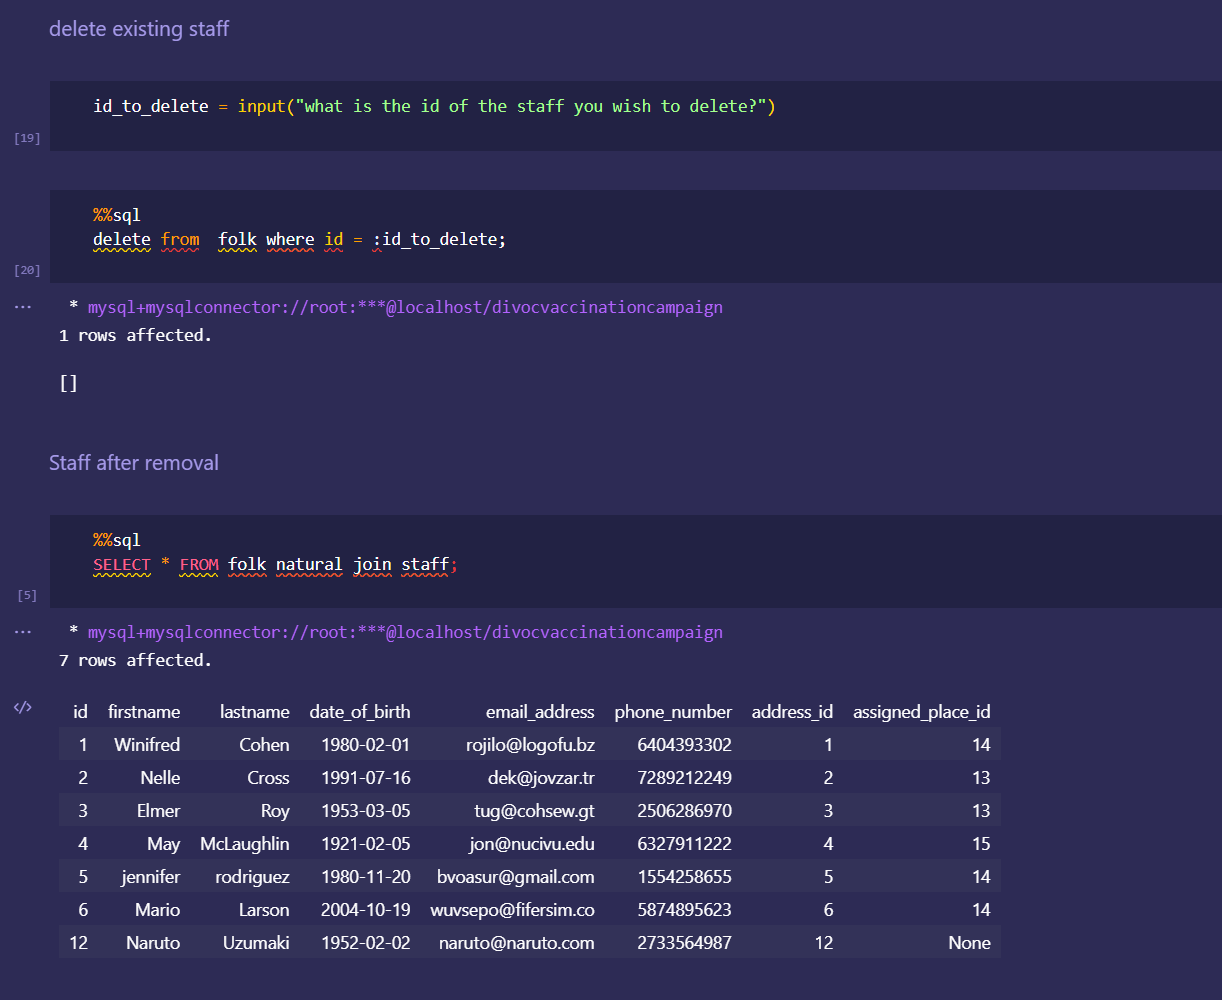 delete existing staff
id_to_delete = input("what is the id of the staff you wish to delete?")
[19]
%%sql
delete from  folk where id = :id_to_delete;
[20]
... * mysql+mysqlconnector://root:***@localhost/divocvaccinationcampaign
1 rows affected.
[]
Staff after removal
%%sql
SELECT * FROM folk natural join staff;
[5]
... * mysql+mysqlconnector://root:***@localhost/divocvaccinationcampaign
7 rows affected.
</> id firstname lastname date_of_birth email_address phone_number address_id assigned_place_id
1 Winifred Cohen 1980-02-01 rojilo@logofu.bz 6404393302 1 14
2 Nelle Cross 1991-07-16 dek@jovzar.tr 7289212249 2 13
3 Elmer Roy 1953-03-05 tug@cohsew.gt 2506286970 3 13
4 May McLaughlin 1921-02-05 jon@nucivu.edu 6327911222 4 15
5 jennifer rodriguez 1980-11-20 bvoasur@gmail.com 1554258655 5 14
6 Mario Larson 2004-10-19 wuvsepo@fifersim.co 5874895623 6 14
12 Naruto Uzumaki 1952-02-02 naruto@naruto.com 2733564987 12 None